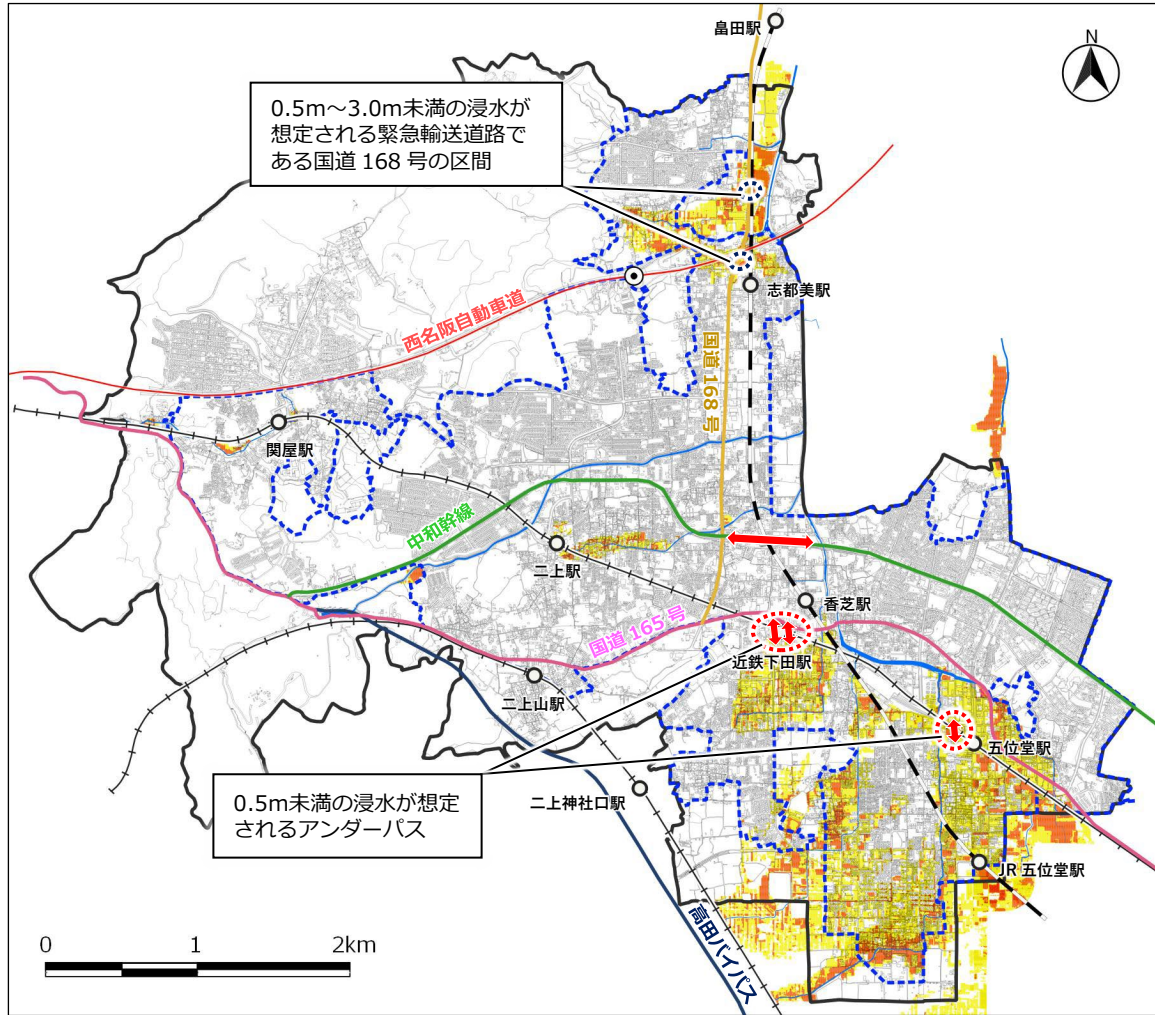 畠田駅
N
0.5m～3.0m未満の浸水が
想定される緊急輸送道路で
ある国道 168 号の区間
志都美駅
西名阪自動車道
国道 168 号
関屋駅
中和幹線
二上駅
香芝駅
国道 165 号
近鉄下田駅
二上山駅
五位堂駅
0.5m未満の浸水が想定
されるアンダーパス
二上神社口駅
JR 五位堂駅
高田バイパス
0 1 2km